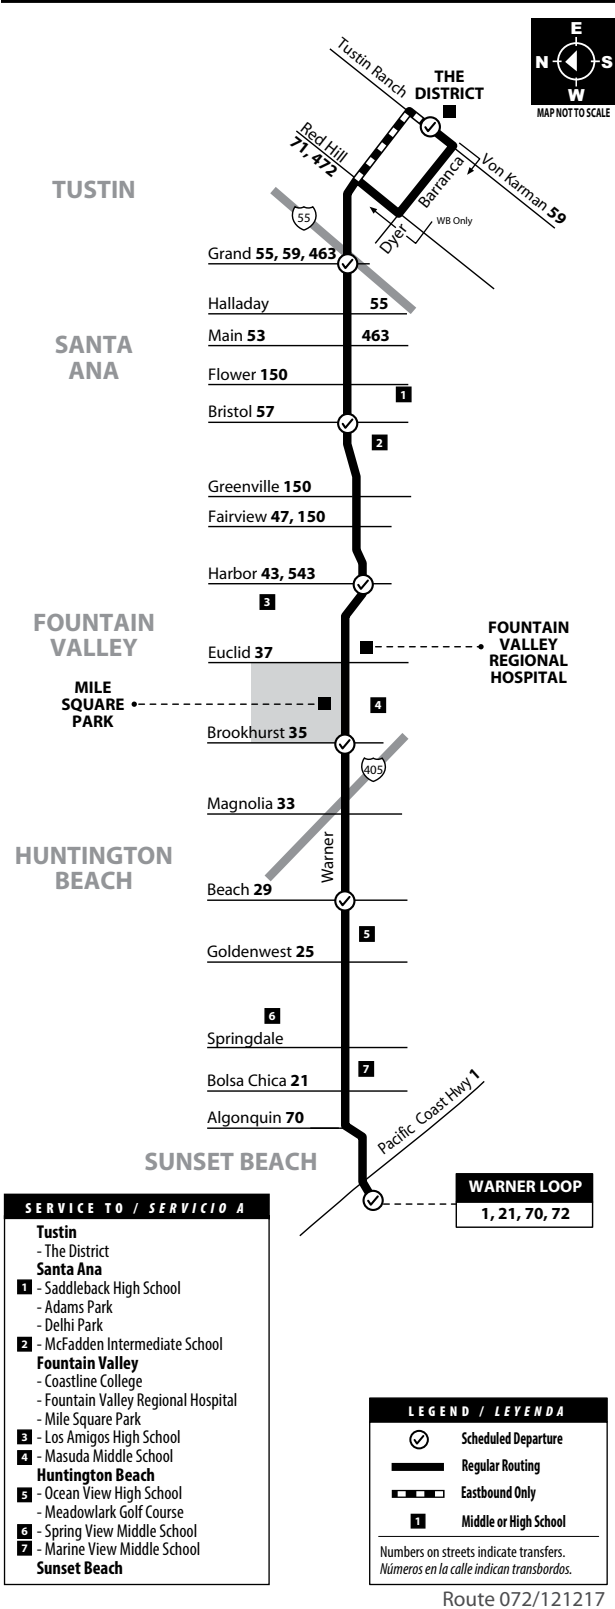 E
N S
W
MAP NOT TO SCALE
Tustin Ranch
THE
DISTRICT
Red Hill
71, 472
Von Karman 59
Barranca
WB Only
Dyer
TUSTIN
55
Grand 55, 59, 463
Halladay 55
Main 53 463
SANTA
ANA
Flower 150
1
Bristol 57
2
Greenville 150
Fairview 47, 150
Harbor 43, 543
3
FOUNTAIN
VALLEY
FOUNTAIN
VALLEY
REGIONAL
HOSPITAL
Euclid 37
MILE
SQUARE
PARK
4
Brookhurst 35
405
Magnolia 33
Warner
HUNTINGTON
BEACH
Beach 29
5
Goldenwest 25
6
Springdale
7
Bolsa Chica 21
Pacific Coast Hwy 1
Algonquin 70
SUNSET BEACH
WARNER LOOP
1, 21, 70, 72
SERVICE TO / SERVICIO A
Tustin
- The District
Santa Ana
1 - Saddleback High School
- Adams Park
- Delhi Park
2 - McFadden Intermediate School
Fountain Valley
- Coastline College
- Fountain Valley Regional Hospital
- Mile Square Park
3 - Los Amigos High School
4 - Masuda Middle School
Huntington Beach
5 - Ocean View High School
- Meadowlark Golf Course
6 - Spring View Middle School
7 - Marine View Middle School
Sunset Beach
LEGEND / LEYENDA
Scheduled Departure
Regular Routing
Eastbound Only
1 Middle or High School
Numbers on streets indicate transfers.
Números en la calle indican transbordos.
Route 072/121217